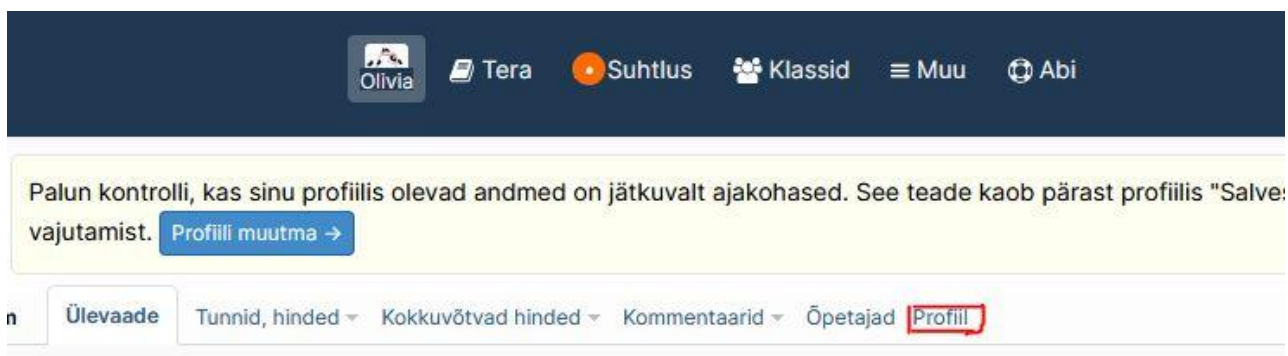 Olivia Tera Suhtlus Klassid Muu Abi
Palun kontrolli, kas sinu profiilis olevad andmed on jätkuvalt ajakohased. See teade kaob pärast profiilis "Salves
vajutamist. Profiili muutma →
Ülevaade Tunnid, hinded Kokkuvõtvad hinded Kommentaarid Õpetajad Profiil